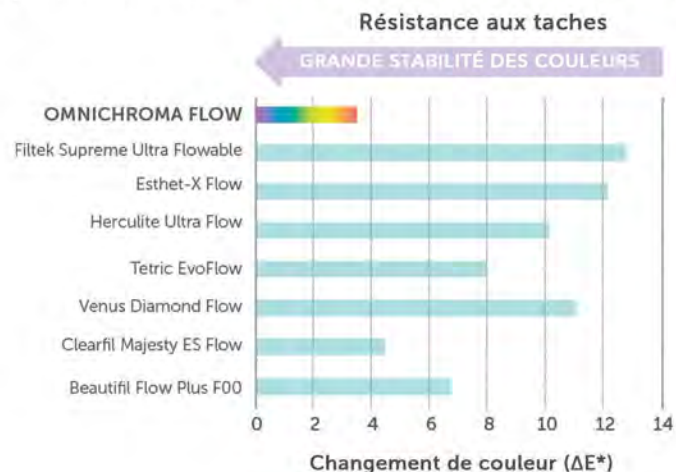 Résistance aux taches
GRANDE STABILITÉ DES COULEURS
OMNICHROMA FLOW
Filtek Supreme Ultra Flowable
Esthet-X Flow
Herculite Ultra Flow
Tetric EvoFlow
Venus Diamond Flow
Clearfil Majesty ES Flow
Beautifil Flow Plus F00
0 2 4 6 8 10 12 14
Changement de couleur (ΔE*)